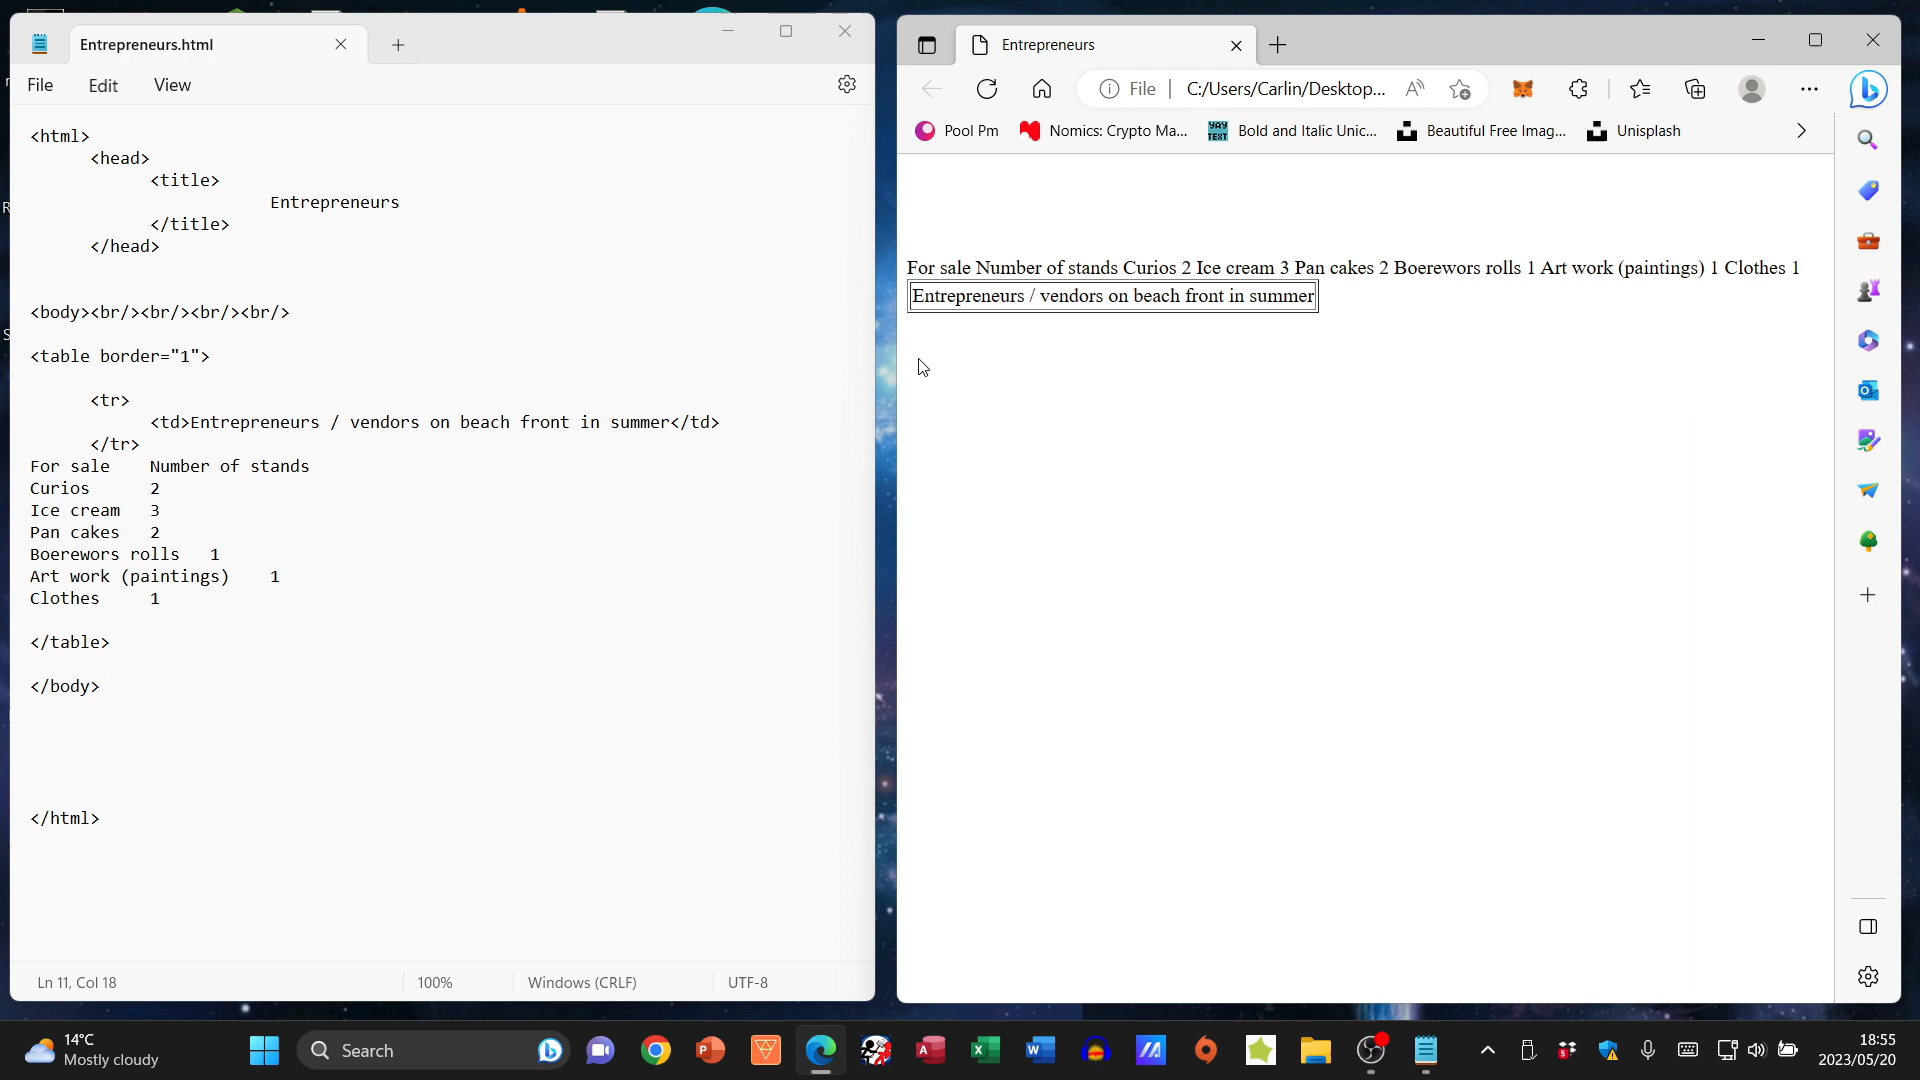 Entrepreneurs.html
File Edit View
<html>
<head>
<title>
Entrepreneurs
</title>
</head>
<body><br/><br/><br/><br/>
<table border="1">
<tr>
<td>Entrepreneurs / vendors on beach front in summer</td>
</tr>
For sale Number of stands
Curios 2
Ice cream 3
Pan cakes 2
Boerewors rolls 1
Art work (paintings) 1
Clothes 1
</table>
</body>
</html>
Ln 11, Col 18 100% Windows (CRLF) UTF-8
Entrepreneurs
File C:/Users/Carlin/Desktop...
Pool Pm Nomics: Crypto Ma... YAY TEXT Bold and Italic Unic... Beautiful Free Imag... Unisplash
For sale Number of stands Curios 2 Ice cream 3 Pan cakes 2 Boerewors rolls 1 Art work (paintings) 1 Clothes 1
Entrepreneurs / vendors on beach front in summer
14°C
Mostly cloudy
Search
18:55
2023/05/20